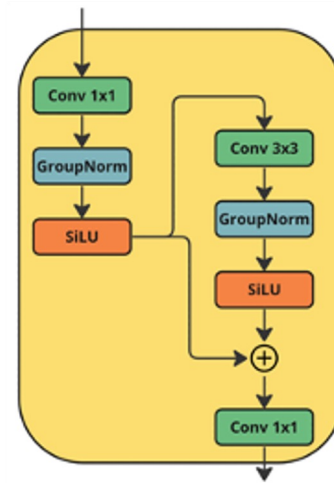 Conv 1x1
GroupNorm
SiLU
Conv 3x3
GroupNorm
SiLU
+
Conv 1x1